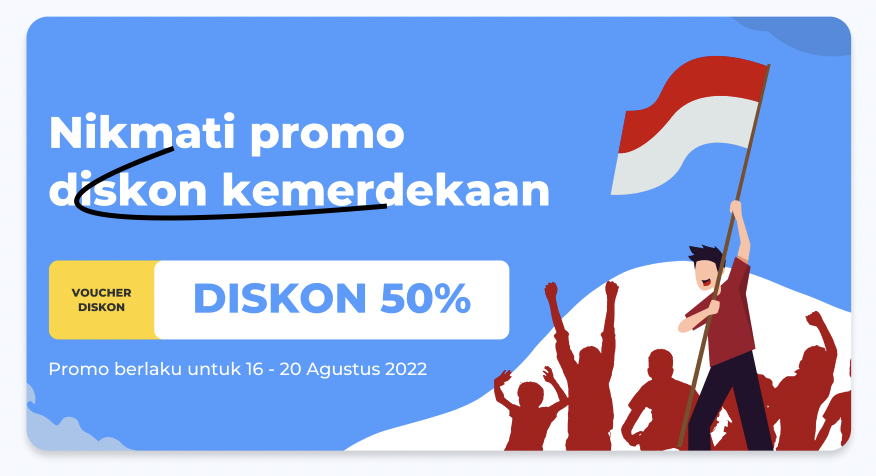 Nikmati promo
diskon kemerdekaan
VOUCHER
DISKON
DISKON 50%
Promo berlaku untuk 16 - 20 Agustus 2022